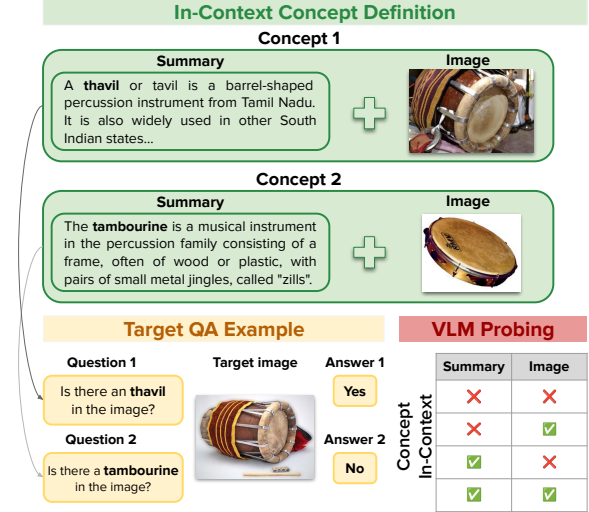 In-Context Concept Definition
Concept 1
Summary
Image
A thavil or tavil is a barrel-shaped
percussion instrument from Tamil Nadu.
It is also widely used in other South
Indian states...
Concept 2
Summary
Image
The tambourine is a musical instrument
in the percussion family consisting of a
frame, often of wood or plastic, with
pairs of small metal jingles, called "zills".
Target QA Example
Question 1
Is there an thavil
in the image?
Question 2
Is there a tambourine
in the image?
Target image
Answer 1
Yes
Answer 2
No
VLM Probing
Concept
In-Context
Summary
Image